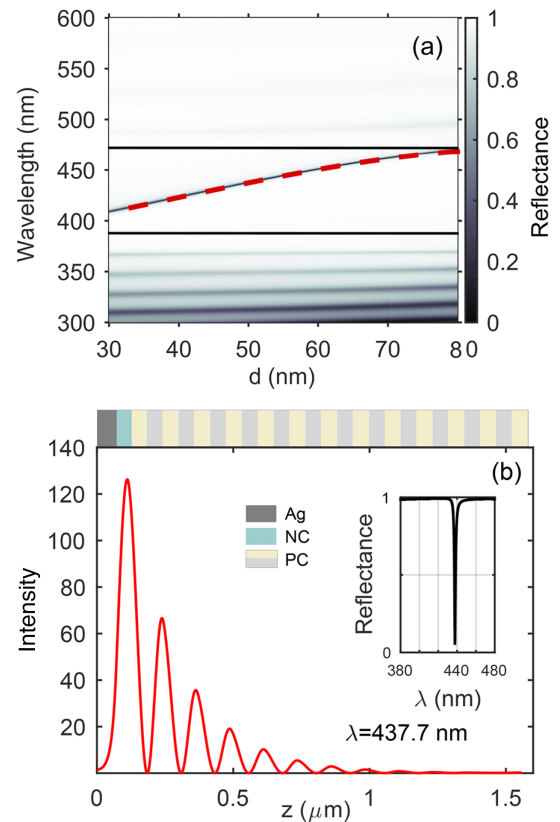 (a)
Wavelength (nm)
600
550
500
450
400
350
300
30
40
50
60
70
80
d (nm)
1
0.8
0.6
0.4
0.2
0
Reflectance
(b)
Intensity
140
120
100
80
60
40
20
0
0.5
1
1.5
z (μm)
Ag
NC
PC
Reflectance
1
0
380
440
480
λ (nm)
λ=437.7 nm